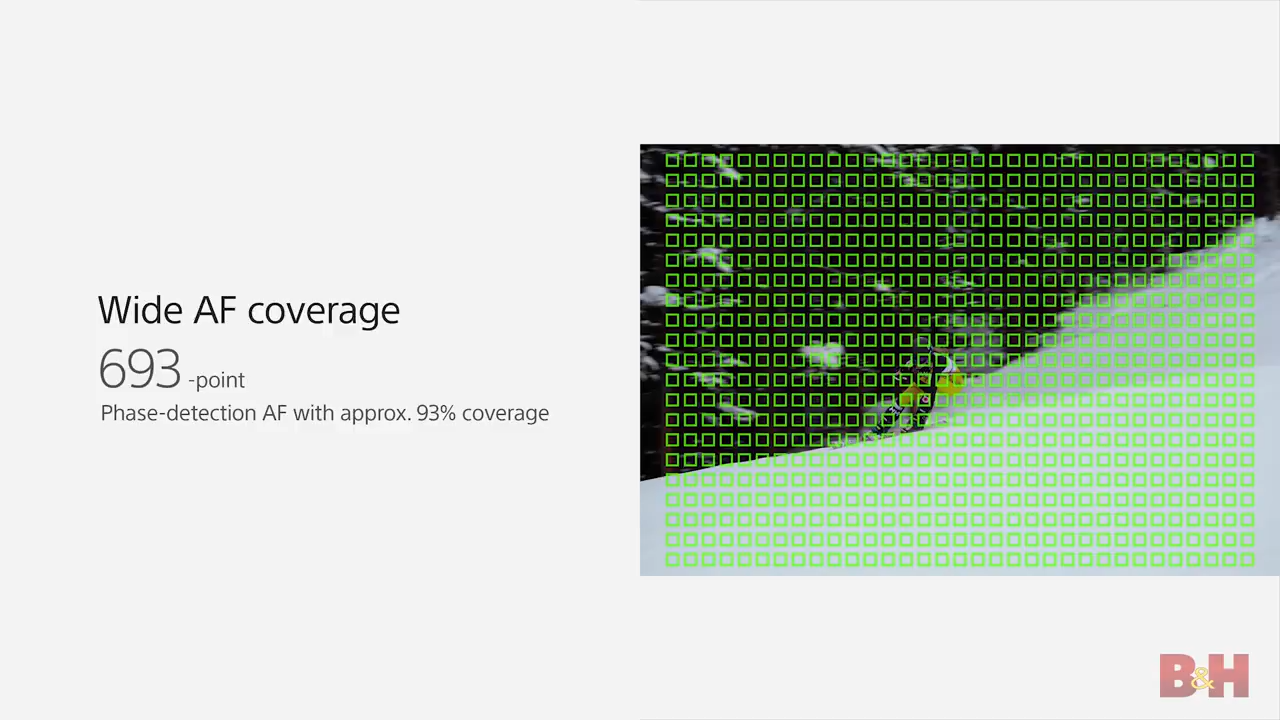 Wide AF coverage
693 -point
Phase-detection AF with approx. 93% coverage
B&H